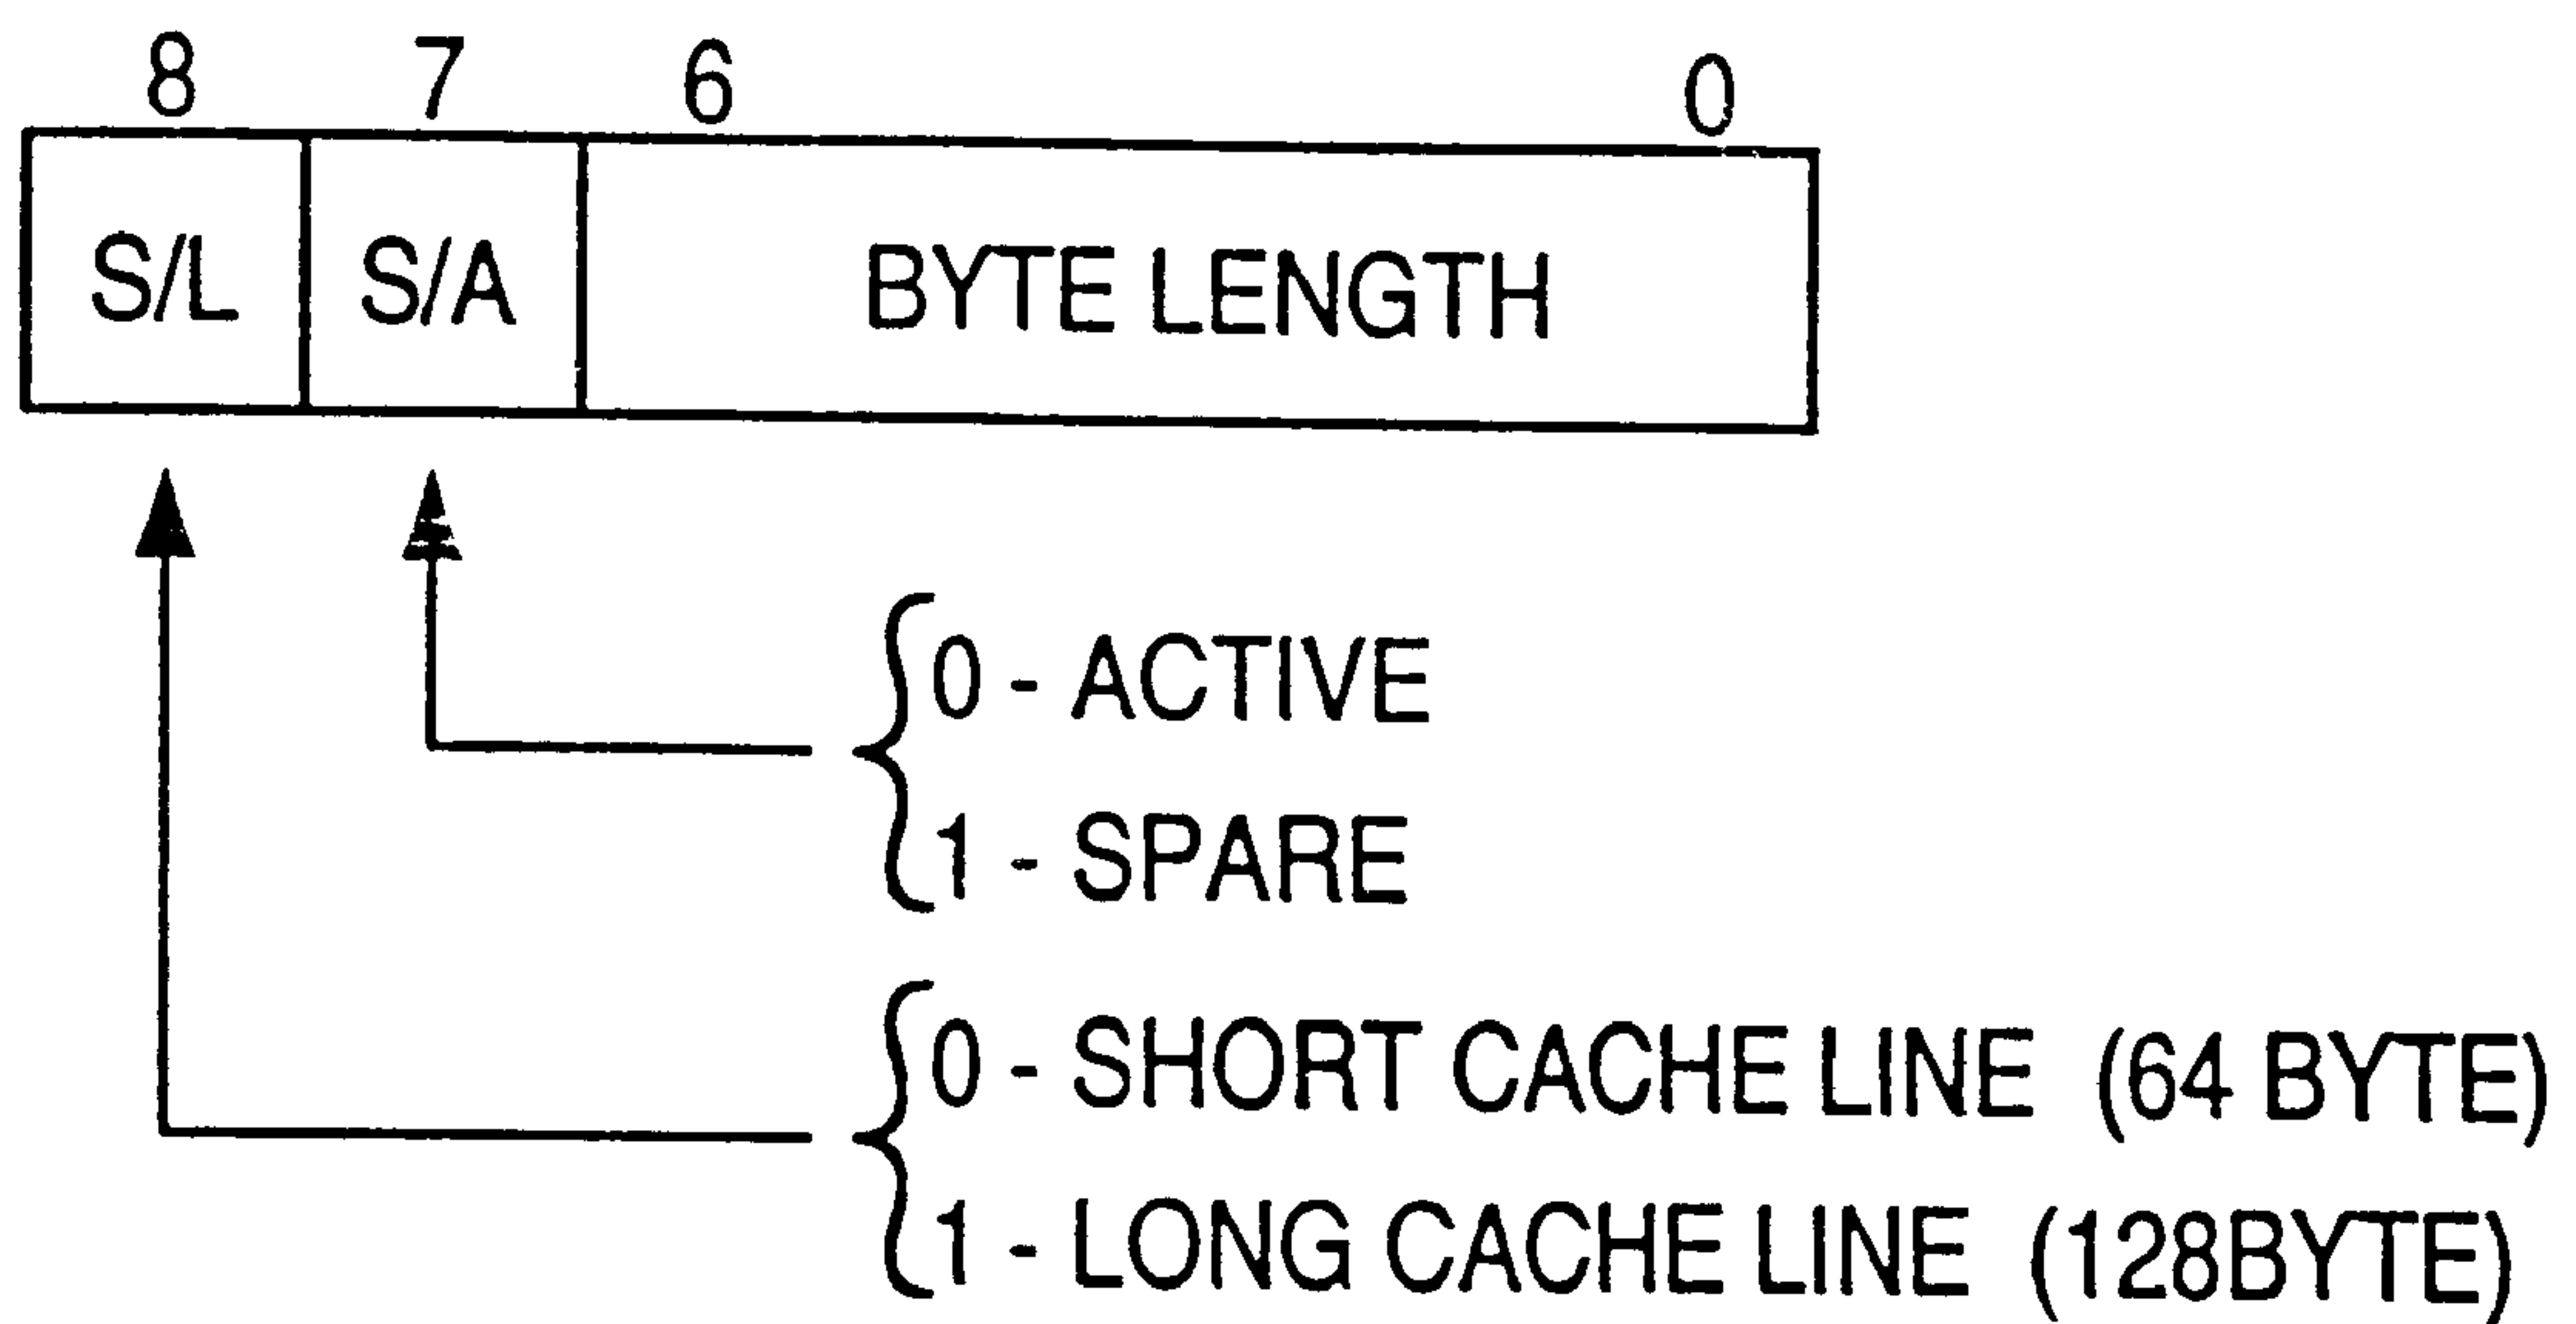 8 7 6 0
S/L S/A BYTE LENGTH
0 - ACTIVE
1 - SPARE
0 - SHORT CACHE LINE (64 BYTE)
1 - LONG CACHE LINE (128BYTE)